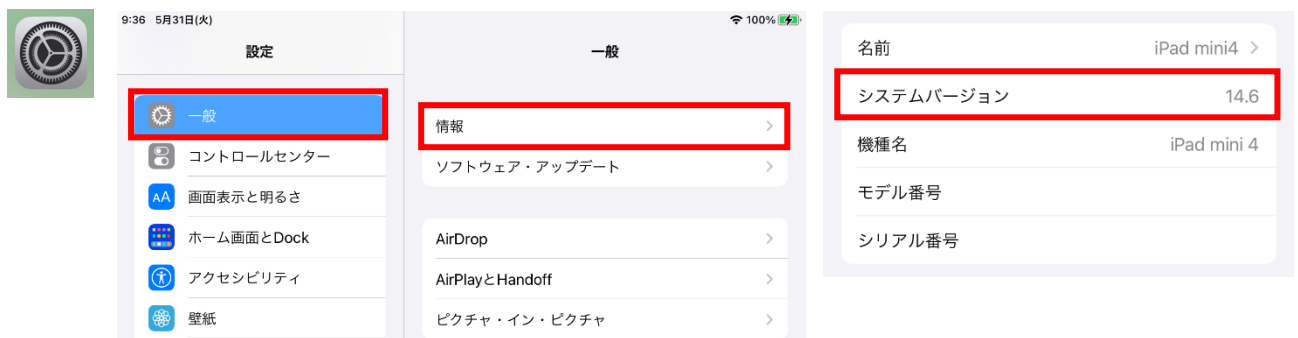 9:36 5月31日(火)
100%
設定
一般
コントロールセンター
AA 画面表示と明るさ
ホーム画面とDock
アクセシビリティ
壁紙
一般
情報
ソフトウェア・アップデート
AirDrop
AirPlayとHandoff
ピクチャ・イン・ピクチャ
名前 iPad mini4
システムバージョン 14.6
機種名 iPad mini 4
モデル番号
シリアル番号